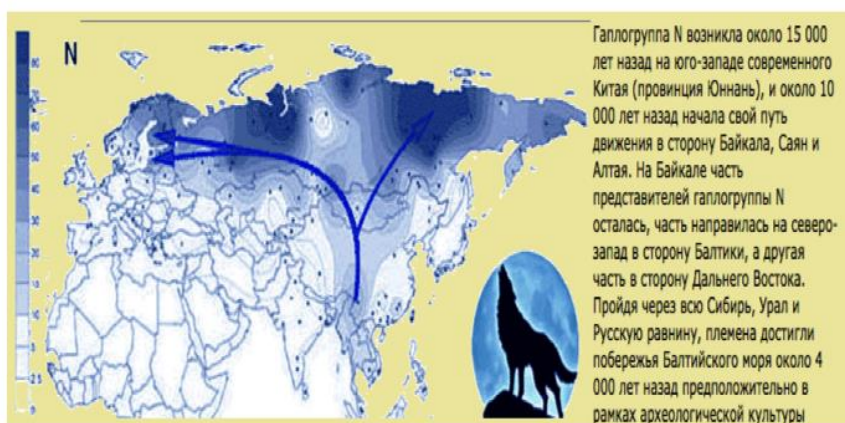 N
Гаплогруппа N возникла около 15 000
лет назад на юго-западе современного
Китая (провинция Юннань), и около 10
000 лет назад начала свой путь
движения в сторону Байкала, Саян и
Алтая. На Байкале часть
представителей гаплогруппы N
осталась, часть направилась на северо-
запад в сторону Балтики, а другая
часть в сторону Дальнего Востока.
Пройдя через всю Сибирь, Урал и
Русскую равнину, племена достигли
побережья Балтийского моря около 4
000 лет назад предположительно в
рамках археологической культуры